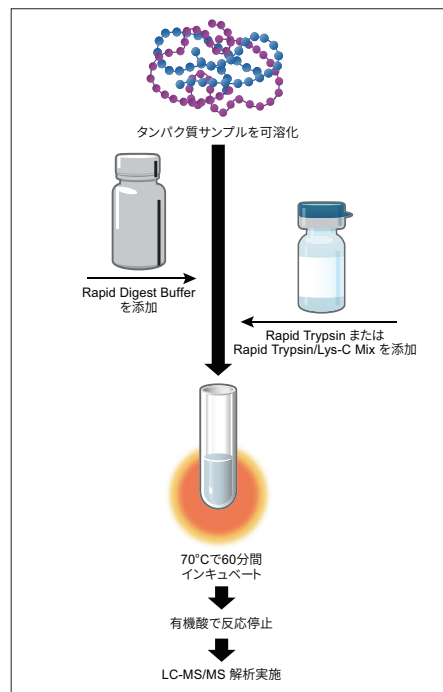 タンパク質サンプルを可溶化
Rapid Digest Buffer
を添加
Rapid Trypsin または
Rapid Trypsin/Lys-C Mix を添加
70°Cで60分間
インキュベート
有機酸で反応停止
LC-MS/MS 解析実施